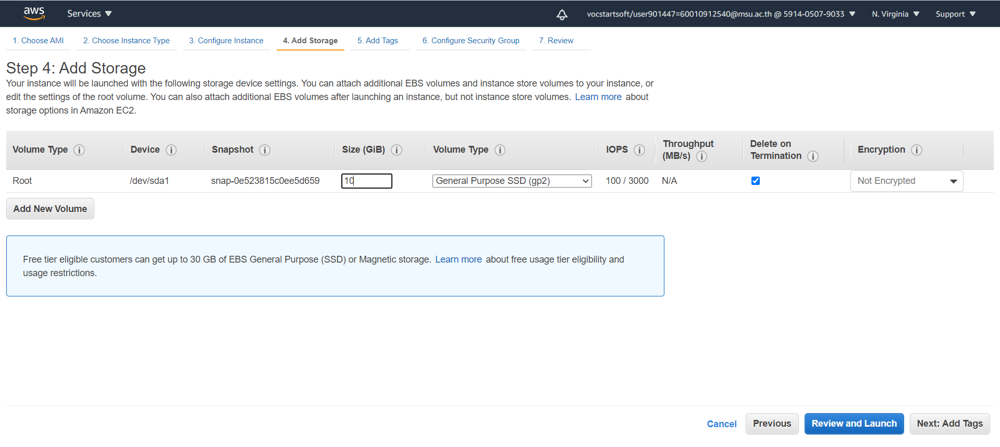 aws
Services
vocstartsoft/user901447=60010912540@msu.ac.th @ 5914-0507-9033
N. Virginia
Support
1. Choose AMI
2. Choose Instance Type
3. Configure Instance
4. Add Storage
5. Add Tags
6. Configure Security Group
7. Review
Step 4: Add Storage
Your instance will be launched with the following storage device settings. You can attach additional EBS volumes and instance store volumes to your instance, or
edit the settings of the root volume. You can also attach additional EBS volumes after launching an instance, but not instance store volumes. Learn more about
storage options in Amazon EC2.
Volume Type
Device
Snapshot
Size (GiB)
Volume Type
IOPS
Throughput
(MB/s)
Delete on
Termination
Encryption
Root
/dev/sda1
snap-0e523815c0ee5d659
10
General Purpose SSD (gp2)
100 / 3000
N/A
Not Encrypted
Add New Volume
Free tier eligible customers can get up to 30 GB of EBS General Purpose (SSD) or Magnetic storage. Learn more about free usage tier eligibility and
usage restrictions.
Cancel
Previous
Review and Launch
Next: Add Tags